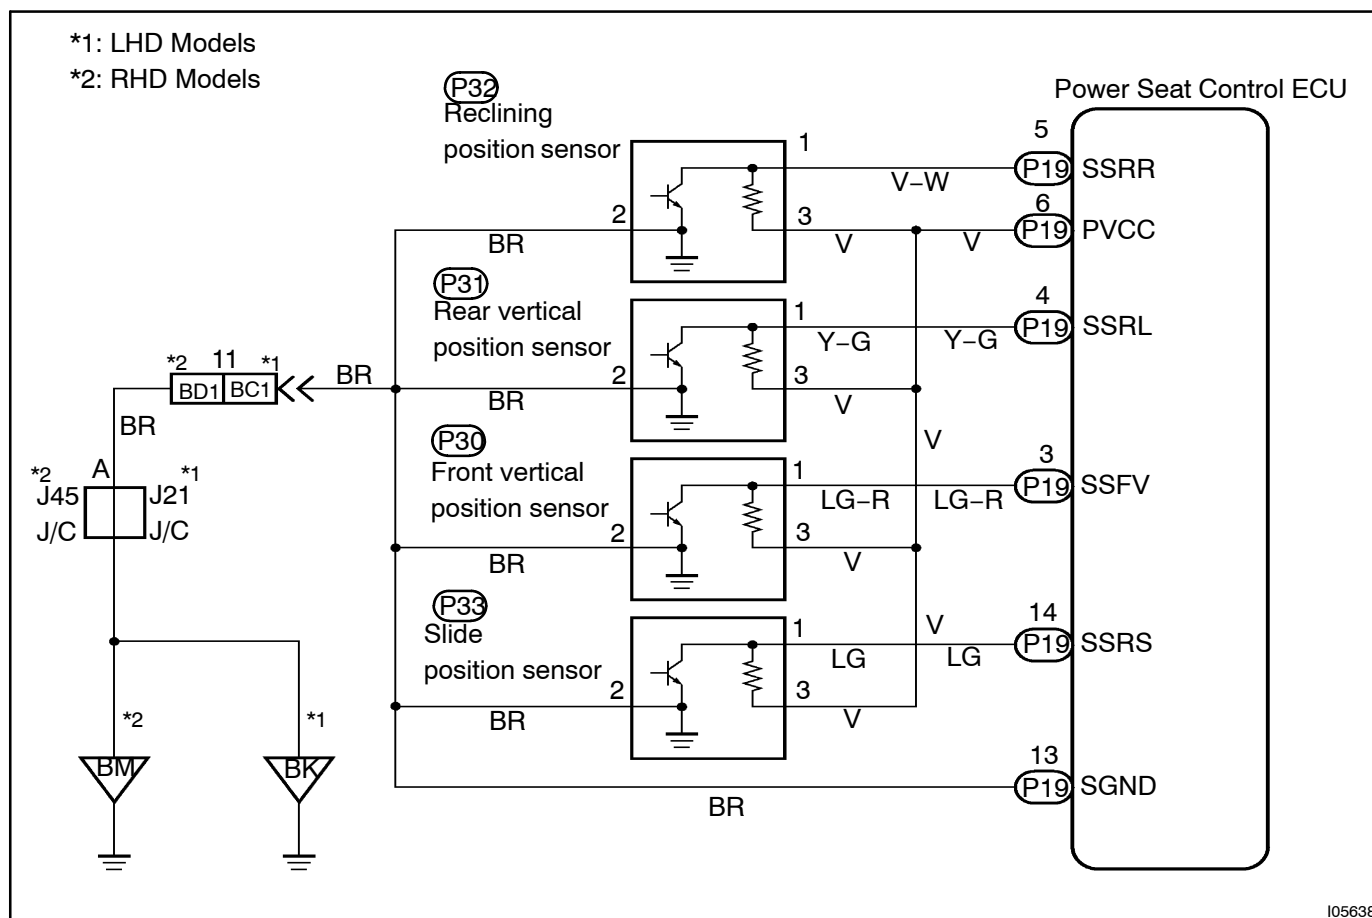 *1: LHD Models
*2: RHD Models
Power Seat Control ECU
P32
Reclining
position sensor
1
V-W
5
P19 SSRR
2
BR
3
V
V
6
P19 PVCC
P31
Rear vertical
position sensor
1
Y-G
Y-G
4
P19 SSRL
*2 11 *1
BD1 BC1
BR
2
BR
3
V
V
BR
P30
Front vertical
position sensor
1
LG-R
LG-R
3
P19 SSFV
*2 A *1
J45 J21
J/C J/C
2
BR
3
V
P33
Slide
position sensor
1
LG
V
LG
14
P19 SSRS
2
BR
3
V
*2 *1
BM BK
BR
13
P19 SGND
I05638